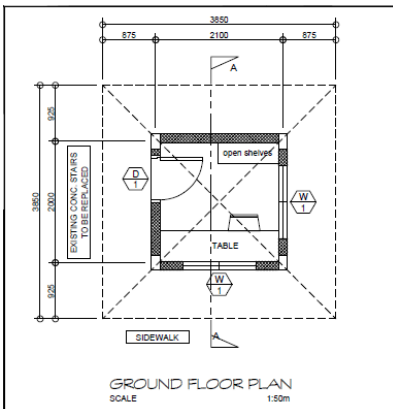 3850
875 2100 875
A
925
open shelves
D
1
EXISTING CONC. STAIRS
TO BE REPLACED
3850
2000
W
1
TABLE
W
1
925
SIDEWALK
A
GROUND FLOOR PLAN
SCALE 1:50m